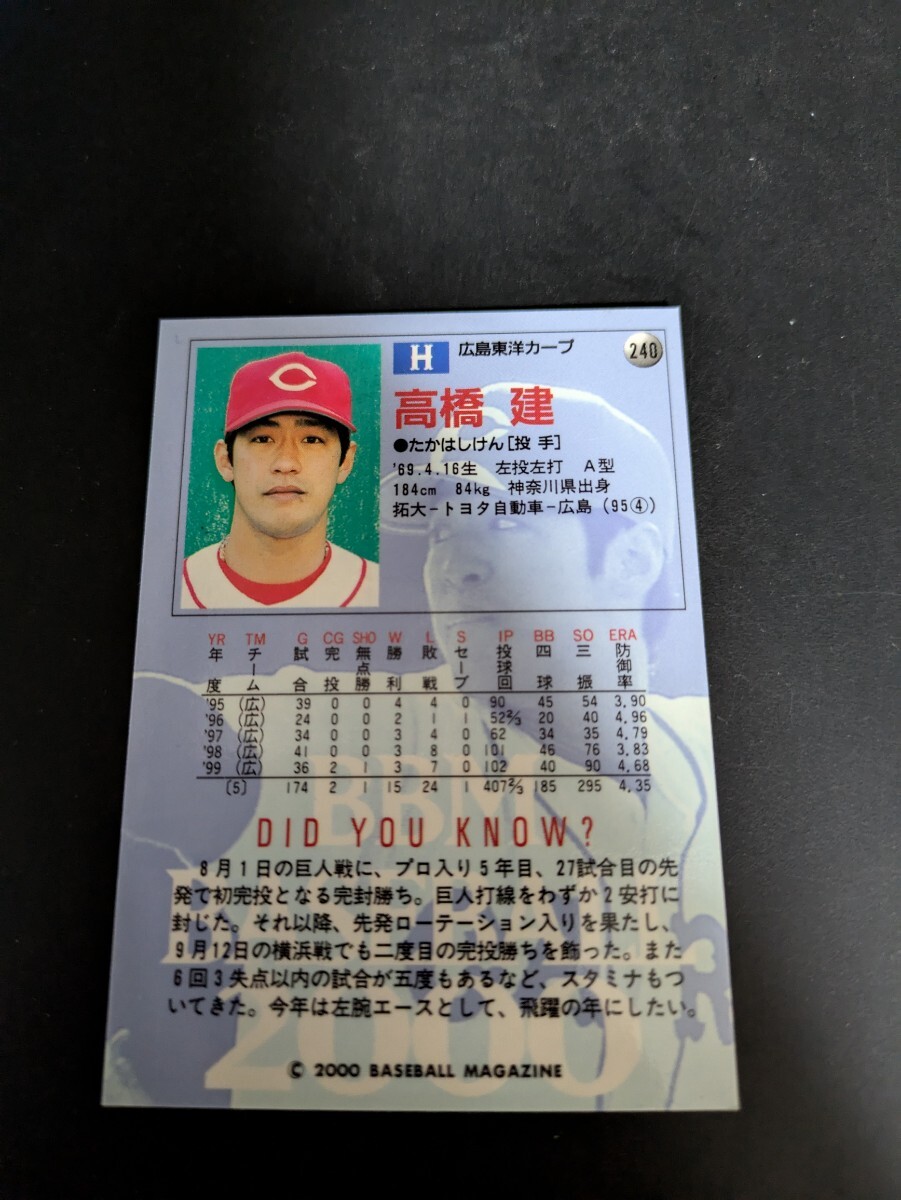 H 広島東洋カープ 240
高橋 建
●たかはしけん[投 手]
'69.4.16生 左投左打 A型
184cm 84kg 神奈川県出身
拓大−トヨタ自動車−広島 (95④)
YR TM G CG SHO W L S IP BB SO ERA
年度 チーム 試合 完投 無点勝 勝利 敗戦 セーブ 投球回 四球 三振 防御率
'95 (広) 39 0 0 4 4 0 90 45 54 3.90
'96 (広) 24 0 0 2 1 1 52⅔ 20 40 4.96
'97 (広) 34 0 0 3 4 0 62 34 35 4.79
'98 (広) 41 0 0 3 8 0 101 46 76 3.83
'99 (広) 36 2 1 3 7 0 102 40 90 4.68
〔5〕 174 2 1 15 24 1 407⅔ 185 295 4.35
DID YOU KNOW?
8月1日の巨人戦に、プロ入り5年目、27試合目の先
発で初完投となる完封勝ち。巨人打線をわずか2安打に
封じた。それ以降、先発ローテーション入りを果たし、
9月12日の横浜戦でも二度目の完投勝ちを飾った。また
6回3失点以内の試合が五度もあるなど、スタミナもつ
いてきた。今年は左腕エースとして、飛躍の年にしたい。
BBM
BASEBALL
2000
© 2000 BASEBALL MAGAZINE